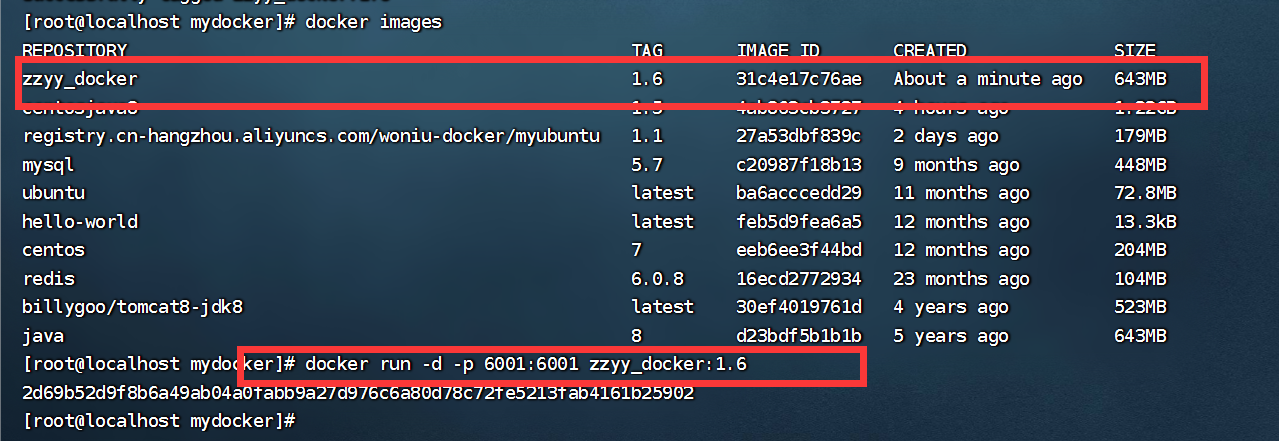 [root@localhost mydocker]# docker images
REPOSITORY TAG IMAGE ID CREATED SIZE
zzyy_docker 1.6 31c4e17c76ae About a minute ago 643MB
centosjava8 1.5 4 hours ago
registry.cn-hangzhou.aliyuncs.com/woniu-docker/myubuntu 1.1 27a53dbf839c 2 days ago 179MB
mysql 5.7 c20987f18b13 9 months ago 448MB
ubuntu latest ba6acccedd29 11 months ago 72.8MB
hello-world latest feb5d9fea6a5 12 months ago 13.3kB
centos 7 eeb6ee3f44bd 12 months ago 204MB
redis 6.0.8 16ecd2772934 23 months ago 104MB
billygoo/tomcat8-jdk8 latest 30ef4019761d 4 years ago 523MB
java 8 d23bdf5b1b1b 5 years ago 643MB
[root@localhost mydocker]# docker run -d -p 6001:6001 zzyy_docker:1.6
2d69b52d9f8b6a49ab04a0fabb9a27d976c6a80d78c72fe5213fab4161b25902
[root@localhost mydocker]#